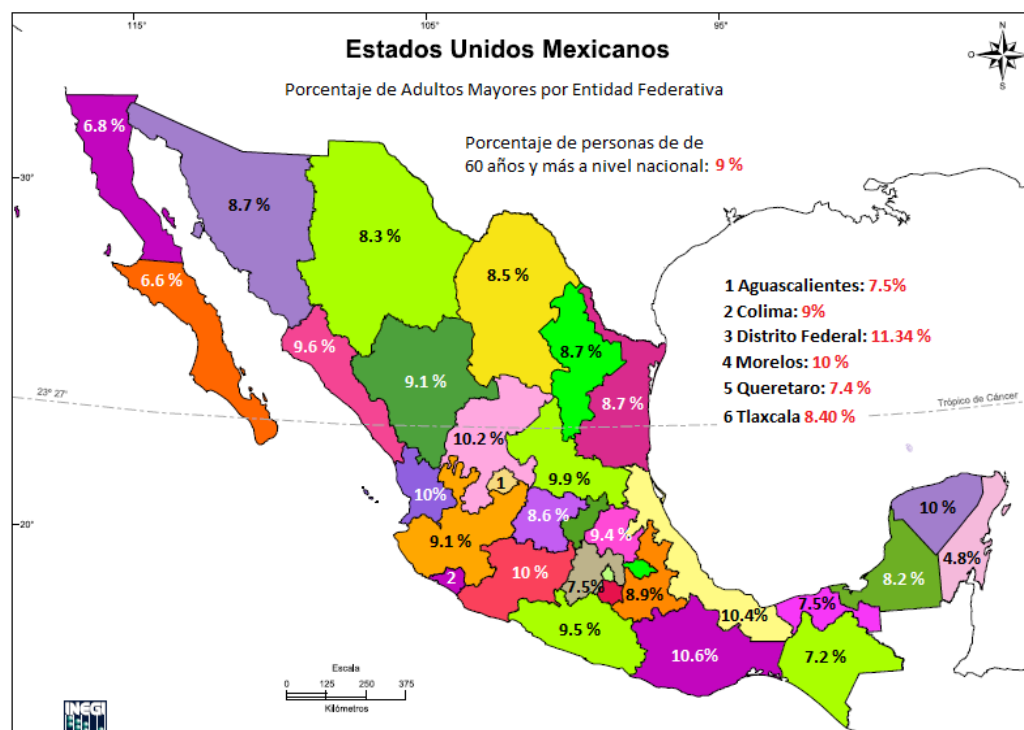 115°
105°
95°
Estados Unidos Mexicanos
N
O
E
S
Porcentaje de Adultos Mayores por Entidad Federativa
6.8 %
Porcentaje de personas de de
60 años y más a nivel nacional: 9 %
30°
8.7 %
8.3 %
8.5 %
6.6 %
1 Aguascalientes: 7.5%
2 Colima: 9%
3 Distrito Federal: 11.34 %
4 Morelos: 10 %
5 Queretaro: 7.4 %
6 Tlaxcala 8.40 %
9.6 %
8.7 %
9.1 %
8.7 %
23° 27'
Trópico de Cáncer
10.2 %
9.9 %
1
10%
8.6 %
10 %
20°
9.4 %
9.1 %
4.8%
2
10 %
7.5%
8.9%
8.2 %
7.5%
10.4%
9.5 %
10.6%
7.2 %
Escala
0 125 250 375
Kilómetros
INEGI